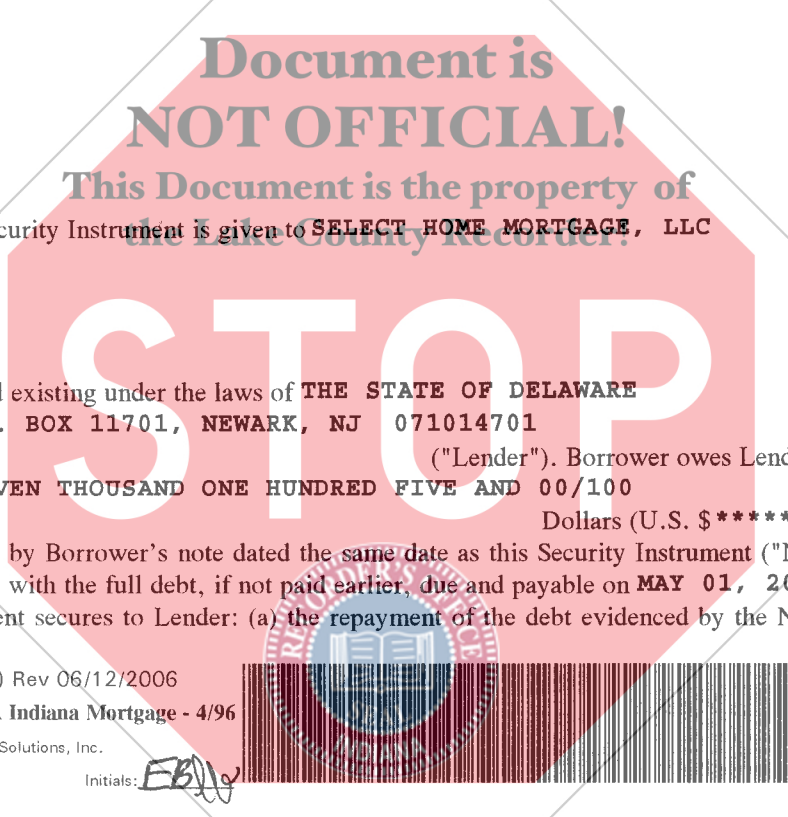 Document is
NOT OFFICIAL!
This Document is the property of
the Lake County Recorder!
curity Instrument is given to SELECT HOME MORTGAGE, LLC
STOP
existing under the laws of THE STATE OF DELAWARE
. BOX 11701, NEWARK, NJ 071014701
("Lender"). Borrower owes Lend
VEN THOUSAND ONE HUNDRED FIVE AND 00/100
Dollars (U.S. $*****
by Borrower's note dated the same date as this Security Instrument ("N
with the full debt, if not paid earlier, due and payable on MAY 01, 20
ent secures to Lender: (a) the repayment of the debt evidenced by the N
RECORDER'S OFFICE
SEAL
INDIANA
) Rev 06/12/2006
. Indiana Mortgage - 4/96
Solutions, Inc.
Initials: